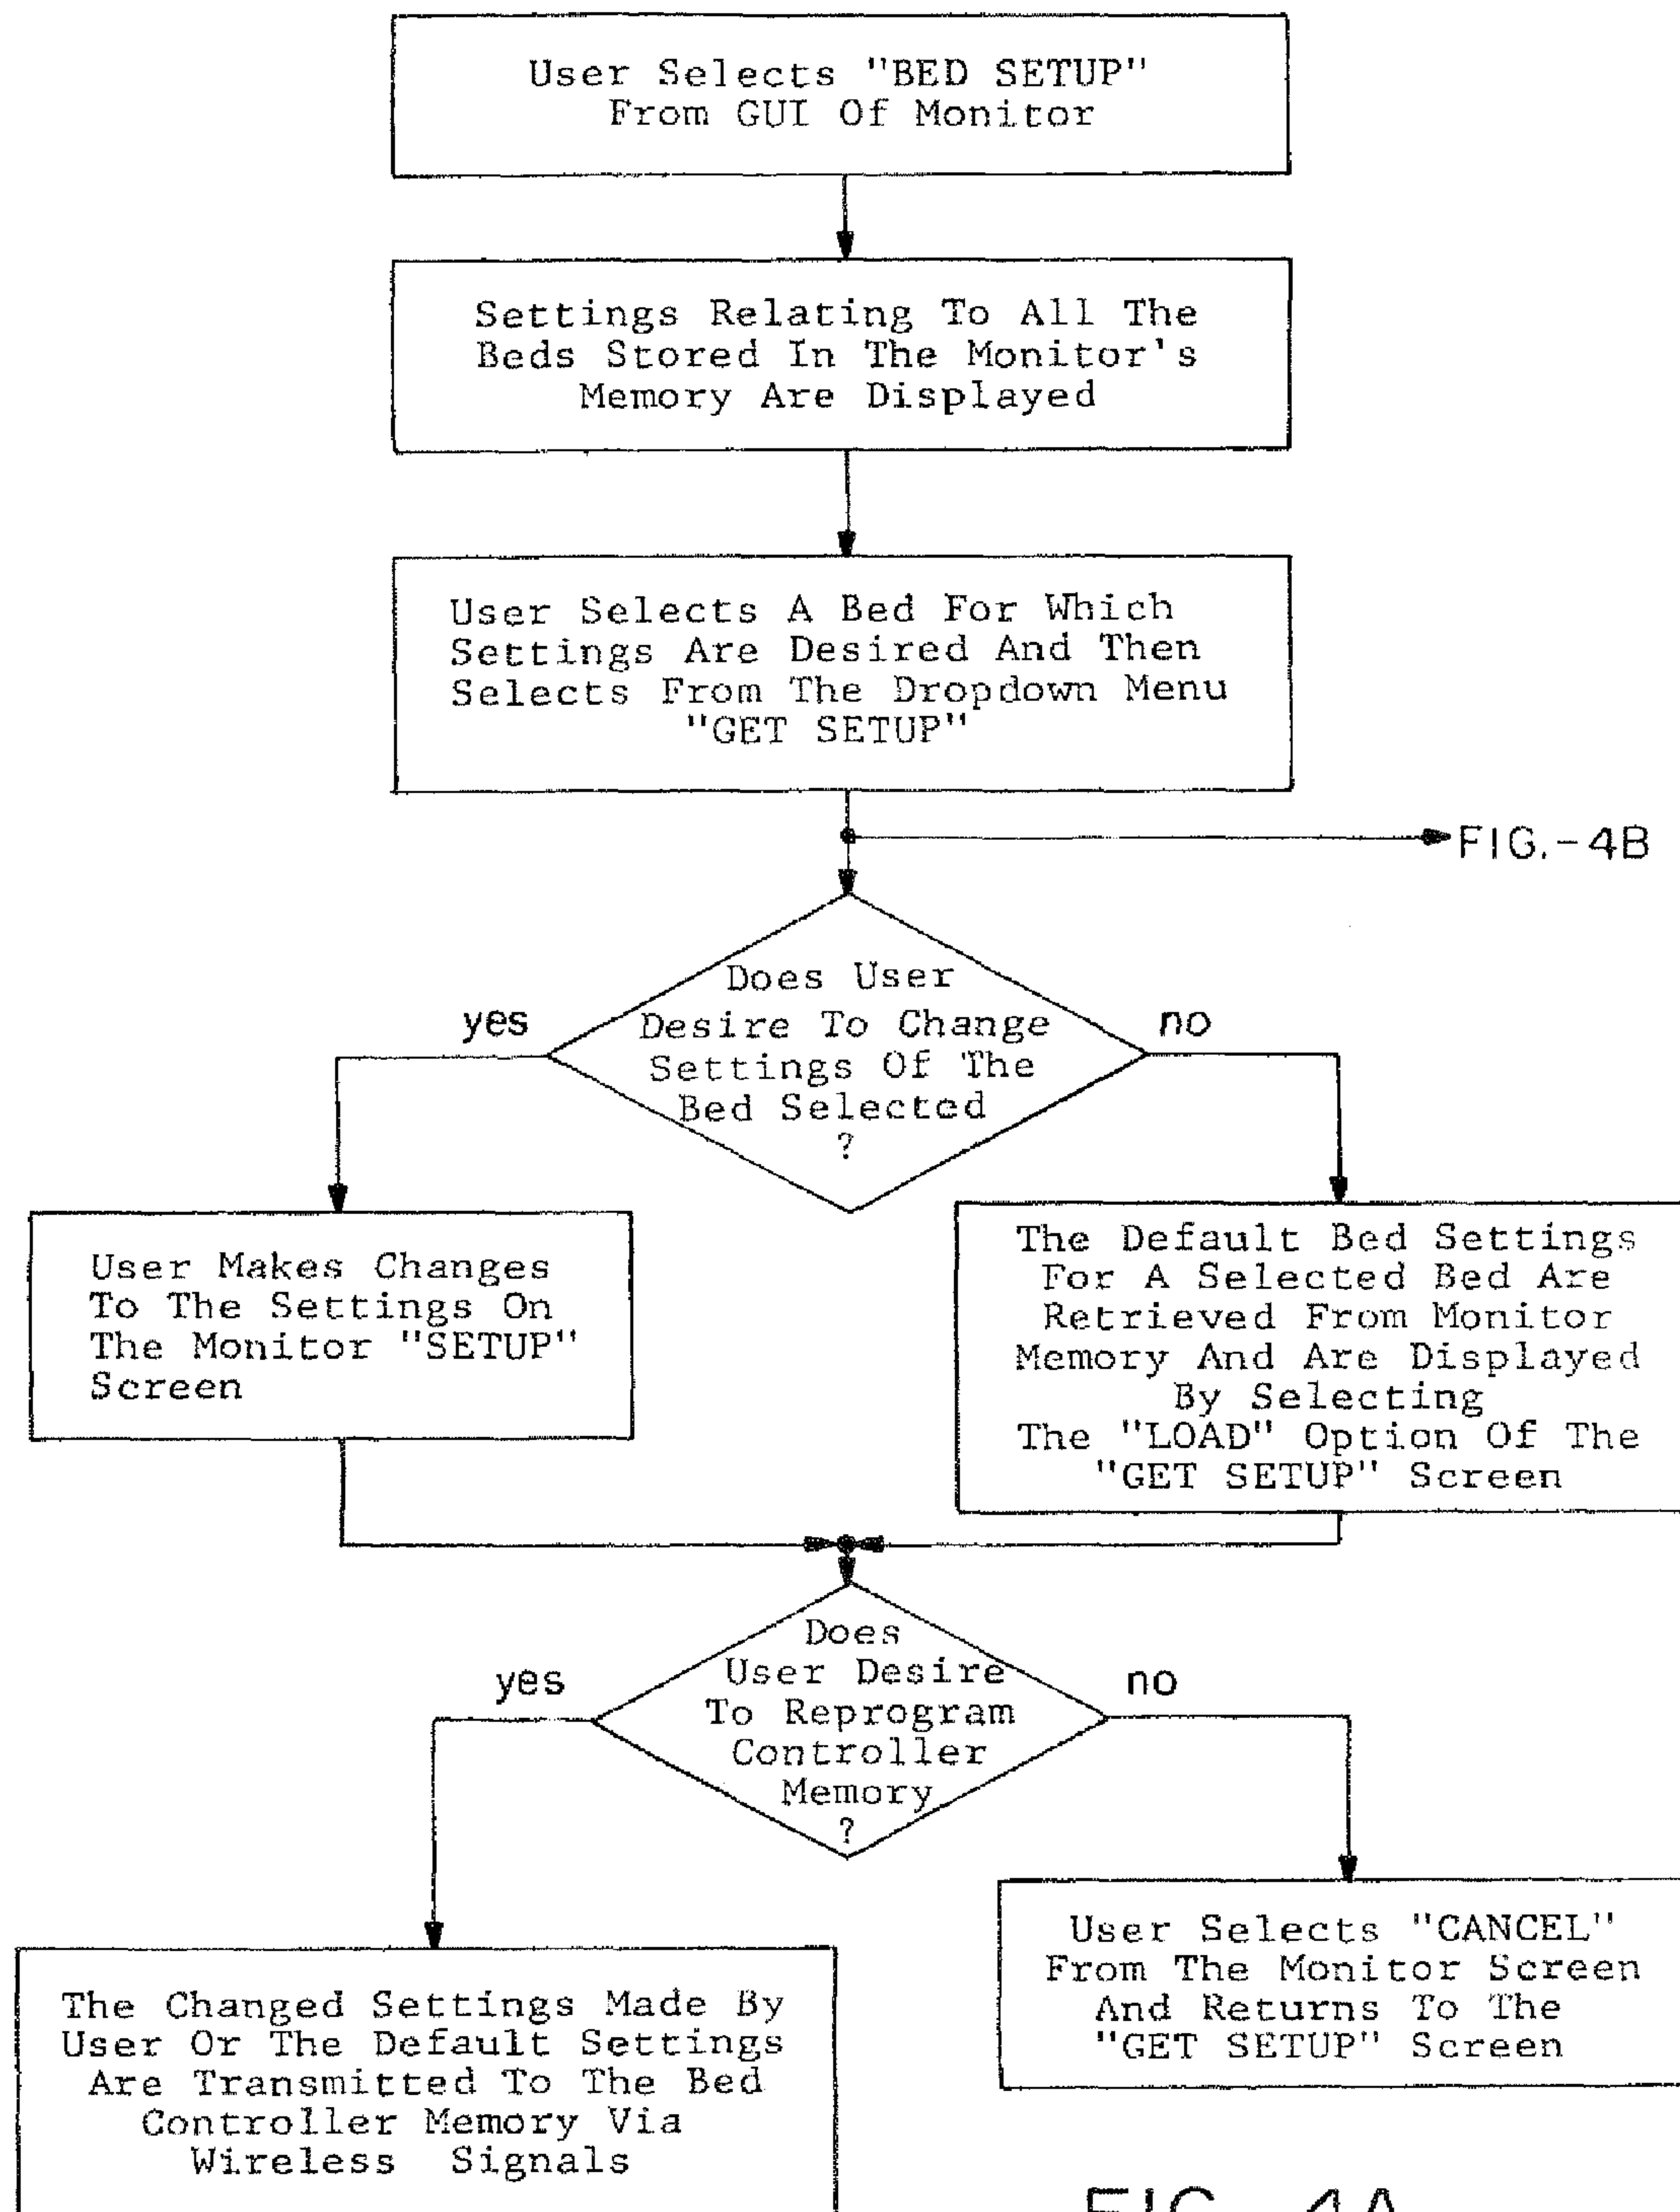 User Selects "BED SETUP"
From GUI Of Monitor
Settings Relating To All The
Beds Stored In The Monitor's
Memory Are Displayed
User Selects A Bed For Which
Settings Are Desired And Then
Selects From The Dropdown Menu
"GET SETUP"
FIG.-4B
Does User
Desire To Change
Settings Of The
Bed Selected
?
yes
no
User Makes Changes
To The Settings On
The Monitor "SETUP"
Screen
The Default Bed Settings
For A Selected Bed Are
Retrieved From Monitor
Memory And Are Displayed
By Selecting
The "LOAD" Option Of The
"GET SETUP" Screen
Does
User Desire
To Reprogram
Controller
Memory
?
yes
no
The Changed Settings Made By
User Or The Default Settings
Are Transmitted To The Bed
Controller Memory Via
Wireless Signals
User Selects "CANCEL"
From The Monitor Screen
And Returns To The
"GET SETUP" Screen
FIG.-4A